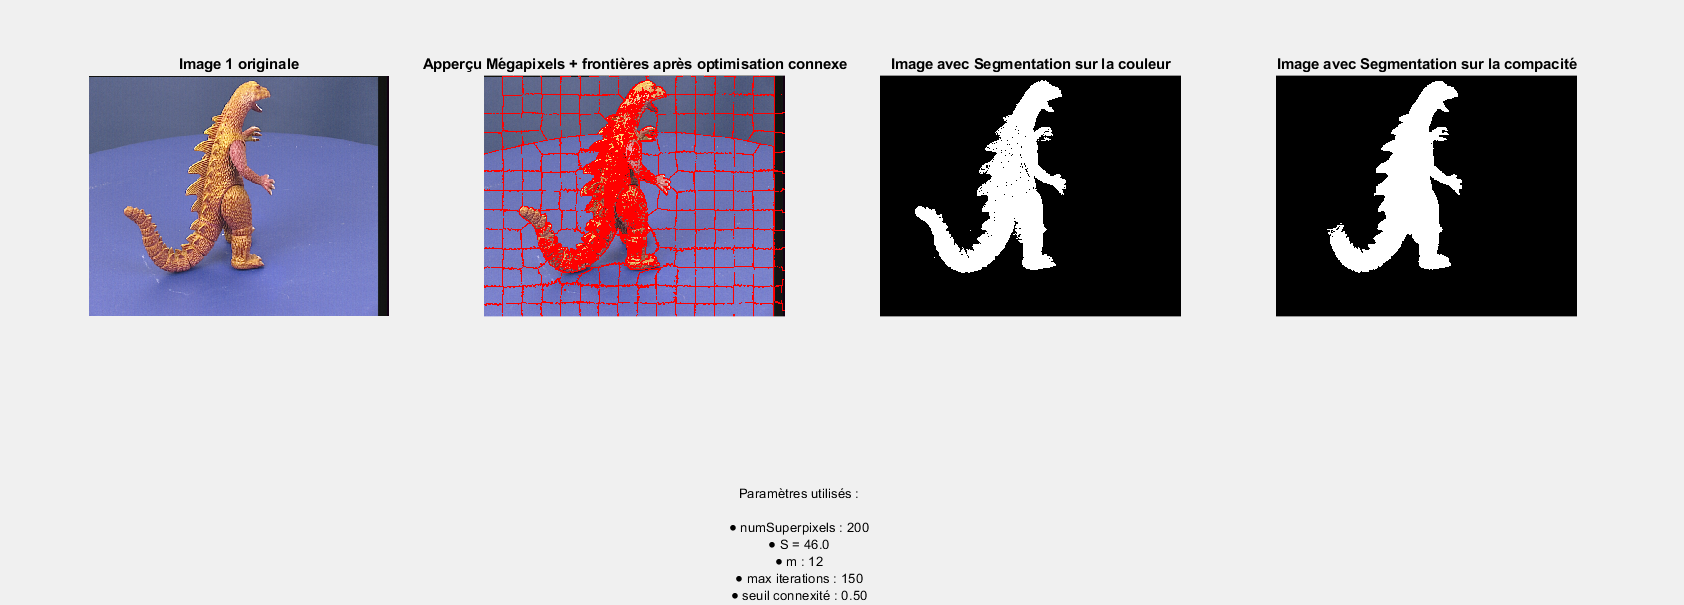 Image 1 originale
Apperçu Mégapixels + frontières après optimisation connexe
Image avec Segmentation sur la couleur
Image avec Segmentation sur la compacité
Paramètres utilisés :
● numSuperpixels : 200
● S = 46.0
● m : 12
● max iterations : 150
● seuil connexité : 0.50